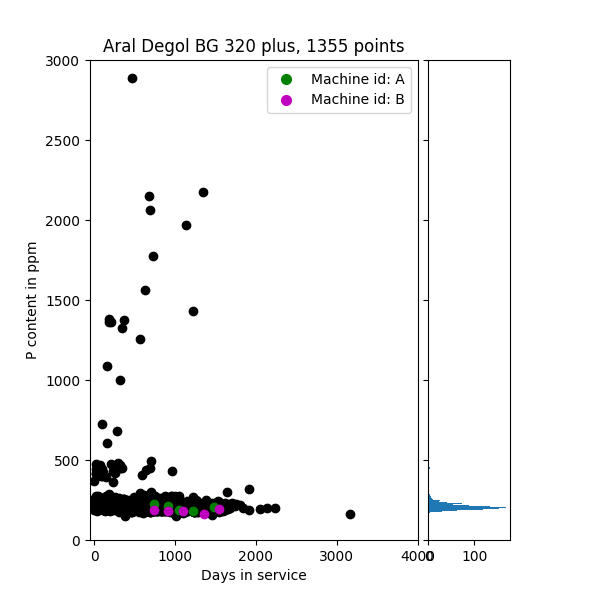 Aral Degol BG 320 plus, 1355 points
3000
2500
2000
1500
1000
500
0
P content in ppm
Machine id: A
Machine id: B
0 1000 2000 3000 4000
0 100
Days in service